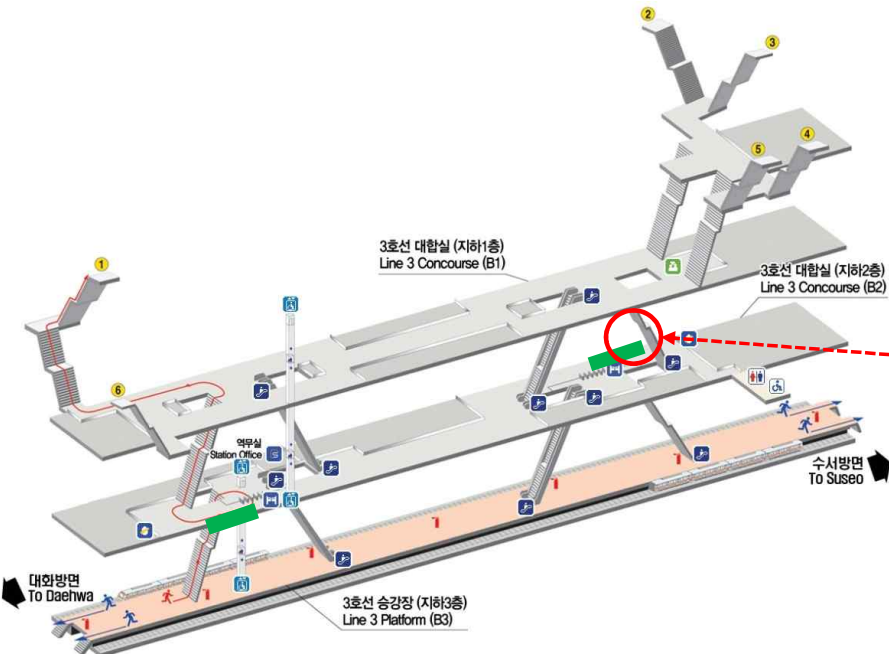 2
3
4
5
3호선 대합실 (지하1층)
Line 3 Concourse (B1)
3호선 대합실 (지하2층)
Line 3 Concourse (B2)
1
6
역무실
Station Office
수서방면
To Suseo
대화방면
To Daehwa
3호선 승강장 (지하3층)
Line 3 Platform (B3)